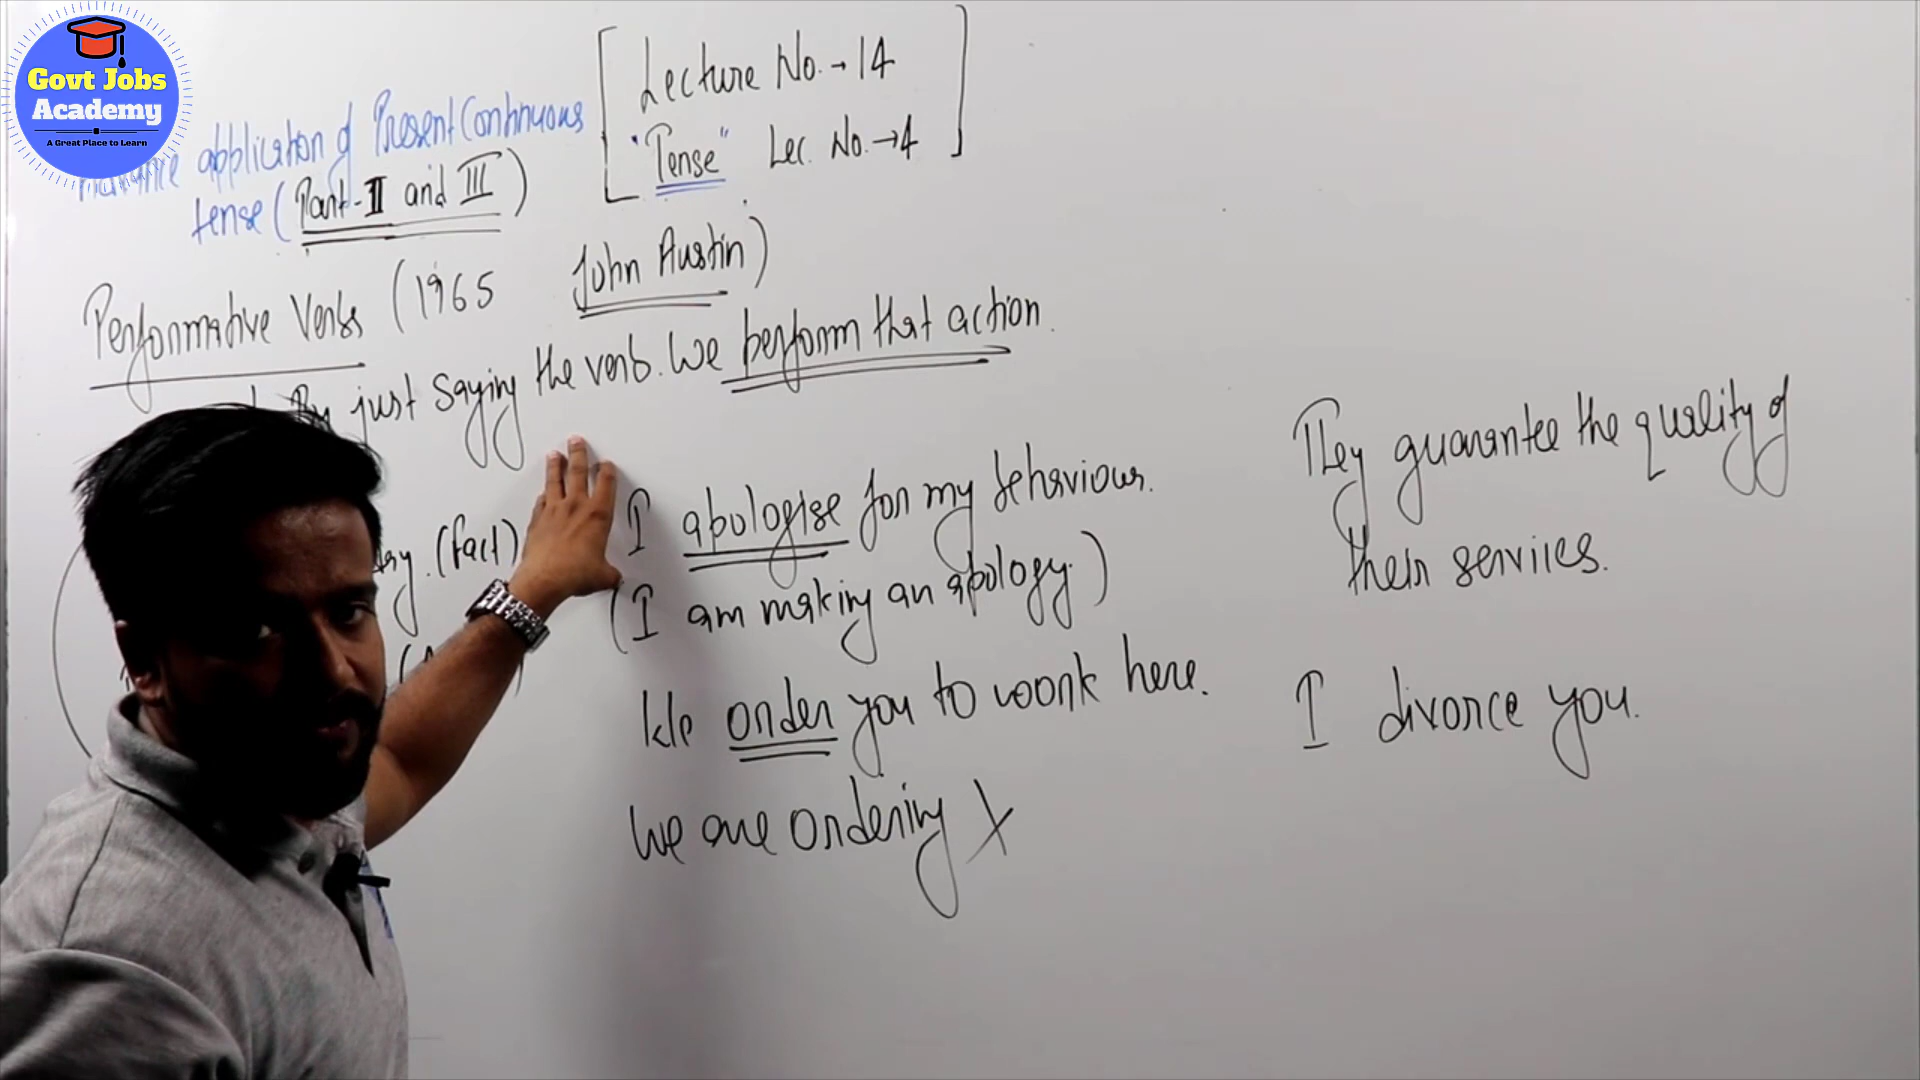 Govt Jobs
Academy
A Great Place to Learn
Lecture No. → 14
"Tense" Lec. No. → 4
application of Present Continuous
tense (Part-II and III)
Performative Verbs (1965 John Austin)
By just saying the verb. We perform that action.
(fact)
I apologise for my behaviour.
(I am making an apology.)
We order you to work here.
We are ordering X
They guarantee the quality of
their services.
I divorce you.